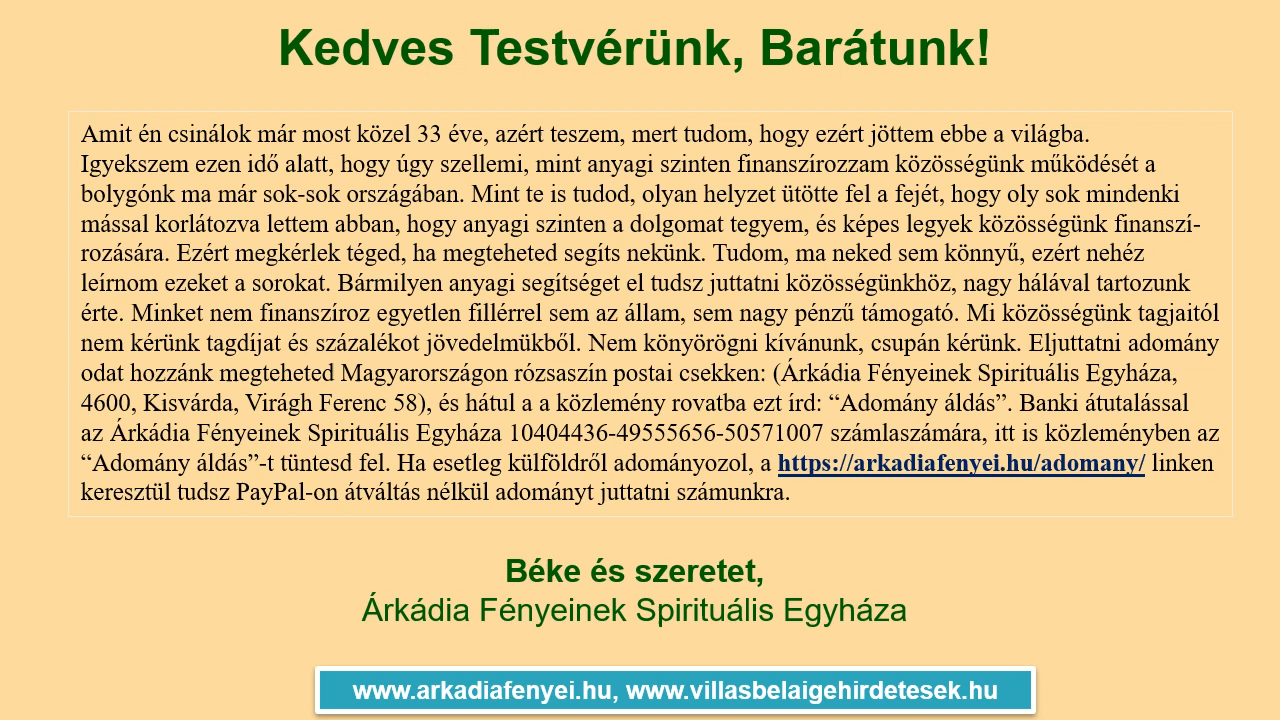 Kedves Testvérünk, Barátunk!
Amit én csinálok már most közel 33 éve, azért teszem, mert tudom, hogy ezért jöttem ebbe a világba.
Igyekszem ezen idő alatt, hogy úgy szellemi, mint anyagi szinten finanszírozzam közösségünk működését a
bolygónk ma már sok-sok országában. Mint te is tudod, olyan helyzet ütötte fel a fejét, hogy oly sok mindenki
mással korlátozva lettem abban, hogy anyagi szinten a dolgomat tegyem, és képes legyek közösségünk finanszí-
rozására. Ezért megkérlek téged, ha megteheted segíts nekünk. Tudom, ma neked sem könnyű, ezért nehéz
leírnom ezeket a sorokat. Bármilyen anyagi segítséget el tudsz juttatni közösségünkhöz, nagy hálával tartozunk
érte. Minket nem finanszíroz egyetlen fillérrel sem az állam, sem nagy pénzű támogató. Mi közösségünk tagjaitól
nem kérünk tagdíjat és százalékot jövedelmükből. Nem könyörögni kívánunk, csupán kérünk. Eljuttatni adomány
odat hozzánk megteheted Magyarországon rózsaszín postai csekken: (Árkádia Fényeinek Spirituális Egyháza,
4600, Kisvárda, Virágh Ferenc 58), és hátul a a közlemény rovatba ezt írd: “Adomány áldás”. Banki átutalással
az Árkádia Fényeinek Spirituális Egyháza 10404436-49555656-50571007 számlaszámára, itt is közleményben az
“Adomány áldás”-t tüntesd fel. Ha esetleg külföldről adományozol, a https://arkadiafenyei.hu/adomany/ linken
keresztül tudsz PayPal-on átváltás nélkül adományt juttatni számunkra.
Béke és szeretet,
Árkádia Fényeinek Spirituális Egyháza
www.arkadiafenyei.hu, www.villasbelaigehirdetesek.hu